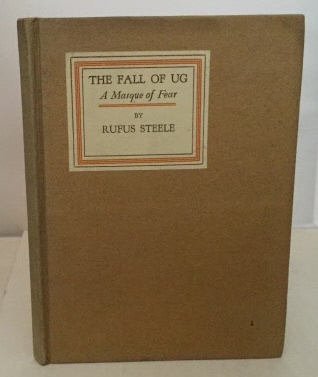 THE FALL OF UG
A Masque of Fear
BY
RUFUS STEELE